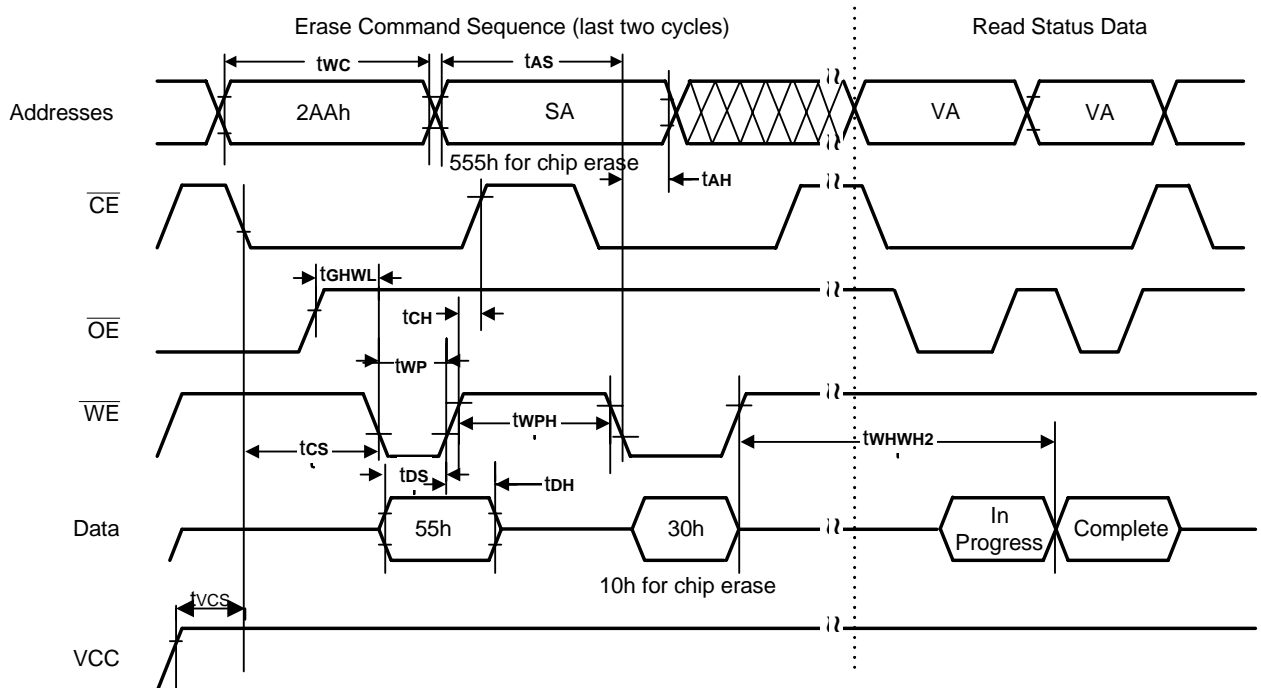 Erase Command Sequence (last two cycles)
Read Status Data
tWC
tAS
Addresses
2AAh
SA
VA
VA
555h for chip erase
tAH
CE
tGHWL
OE
tCH
tWP
WE
tWPH
tWHWH2
tCS
tDS
tDH
Data
55h
30h
In
Progress
Complete
10h for chip erase
tVCS
VCC